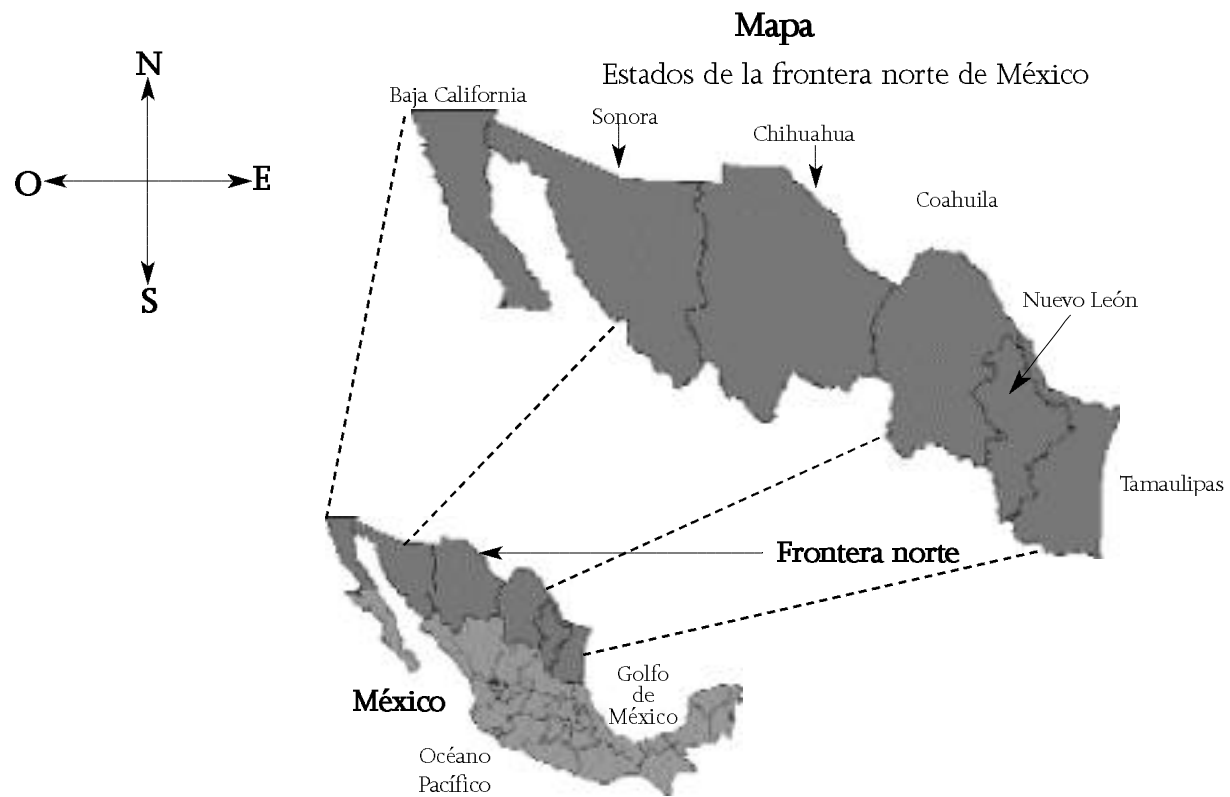 Mapa
Estados de la frontera norte de México
N
O
E
S
Baja California
Sonora
Chihuahua
Coahuila
Nuevo León
Tamaulipas
Frontera norte
México
Golfo
de
México
Océano
Pacífico